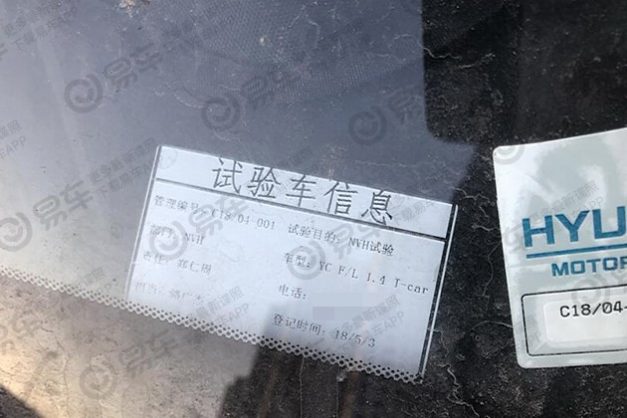 试验车信息
管理编号：C18/04-001 试验目的：NVH试验
部门：NVH 车型：YC F/L 1.4 T-car
责任：郑仁周
电话：
登记时间：18/5/3
HYU
MOTOR
C18/04-
易车